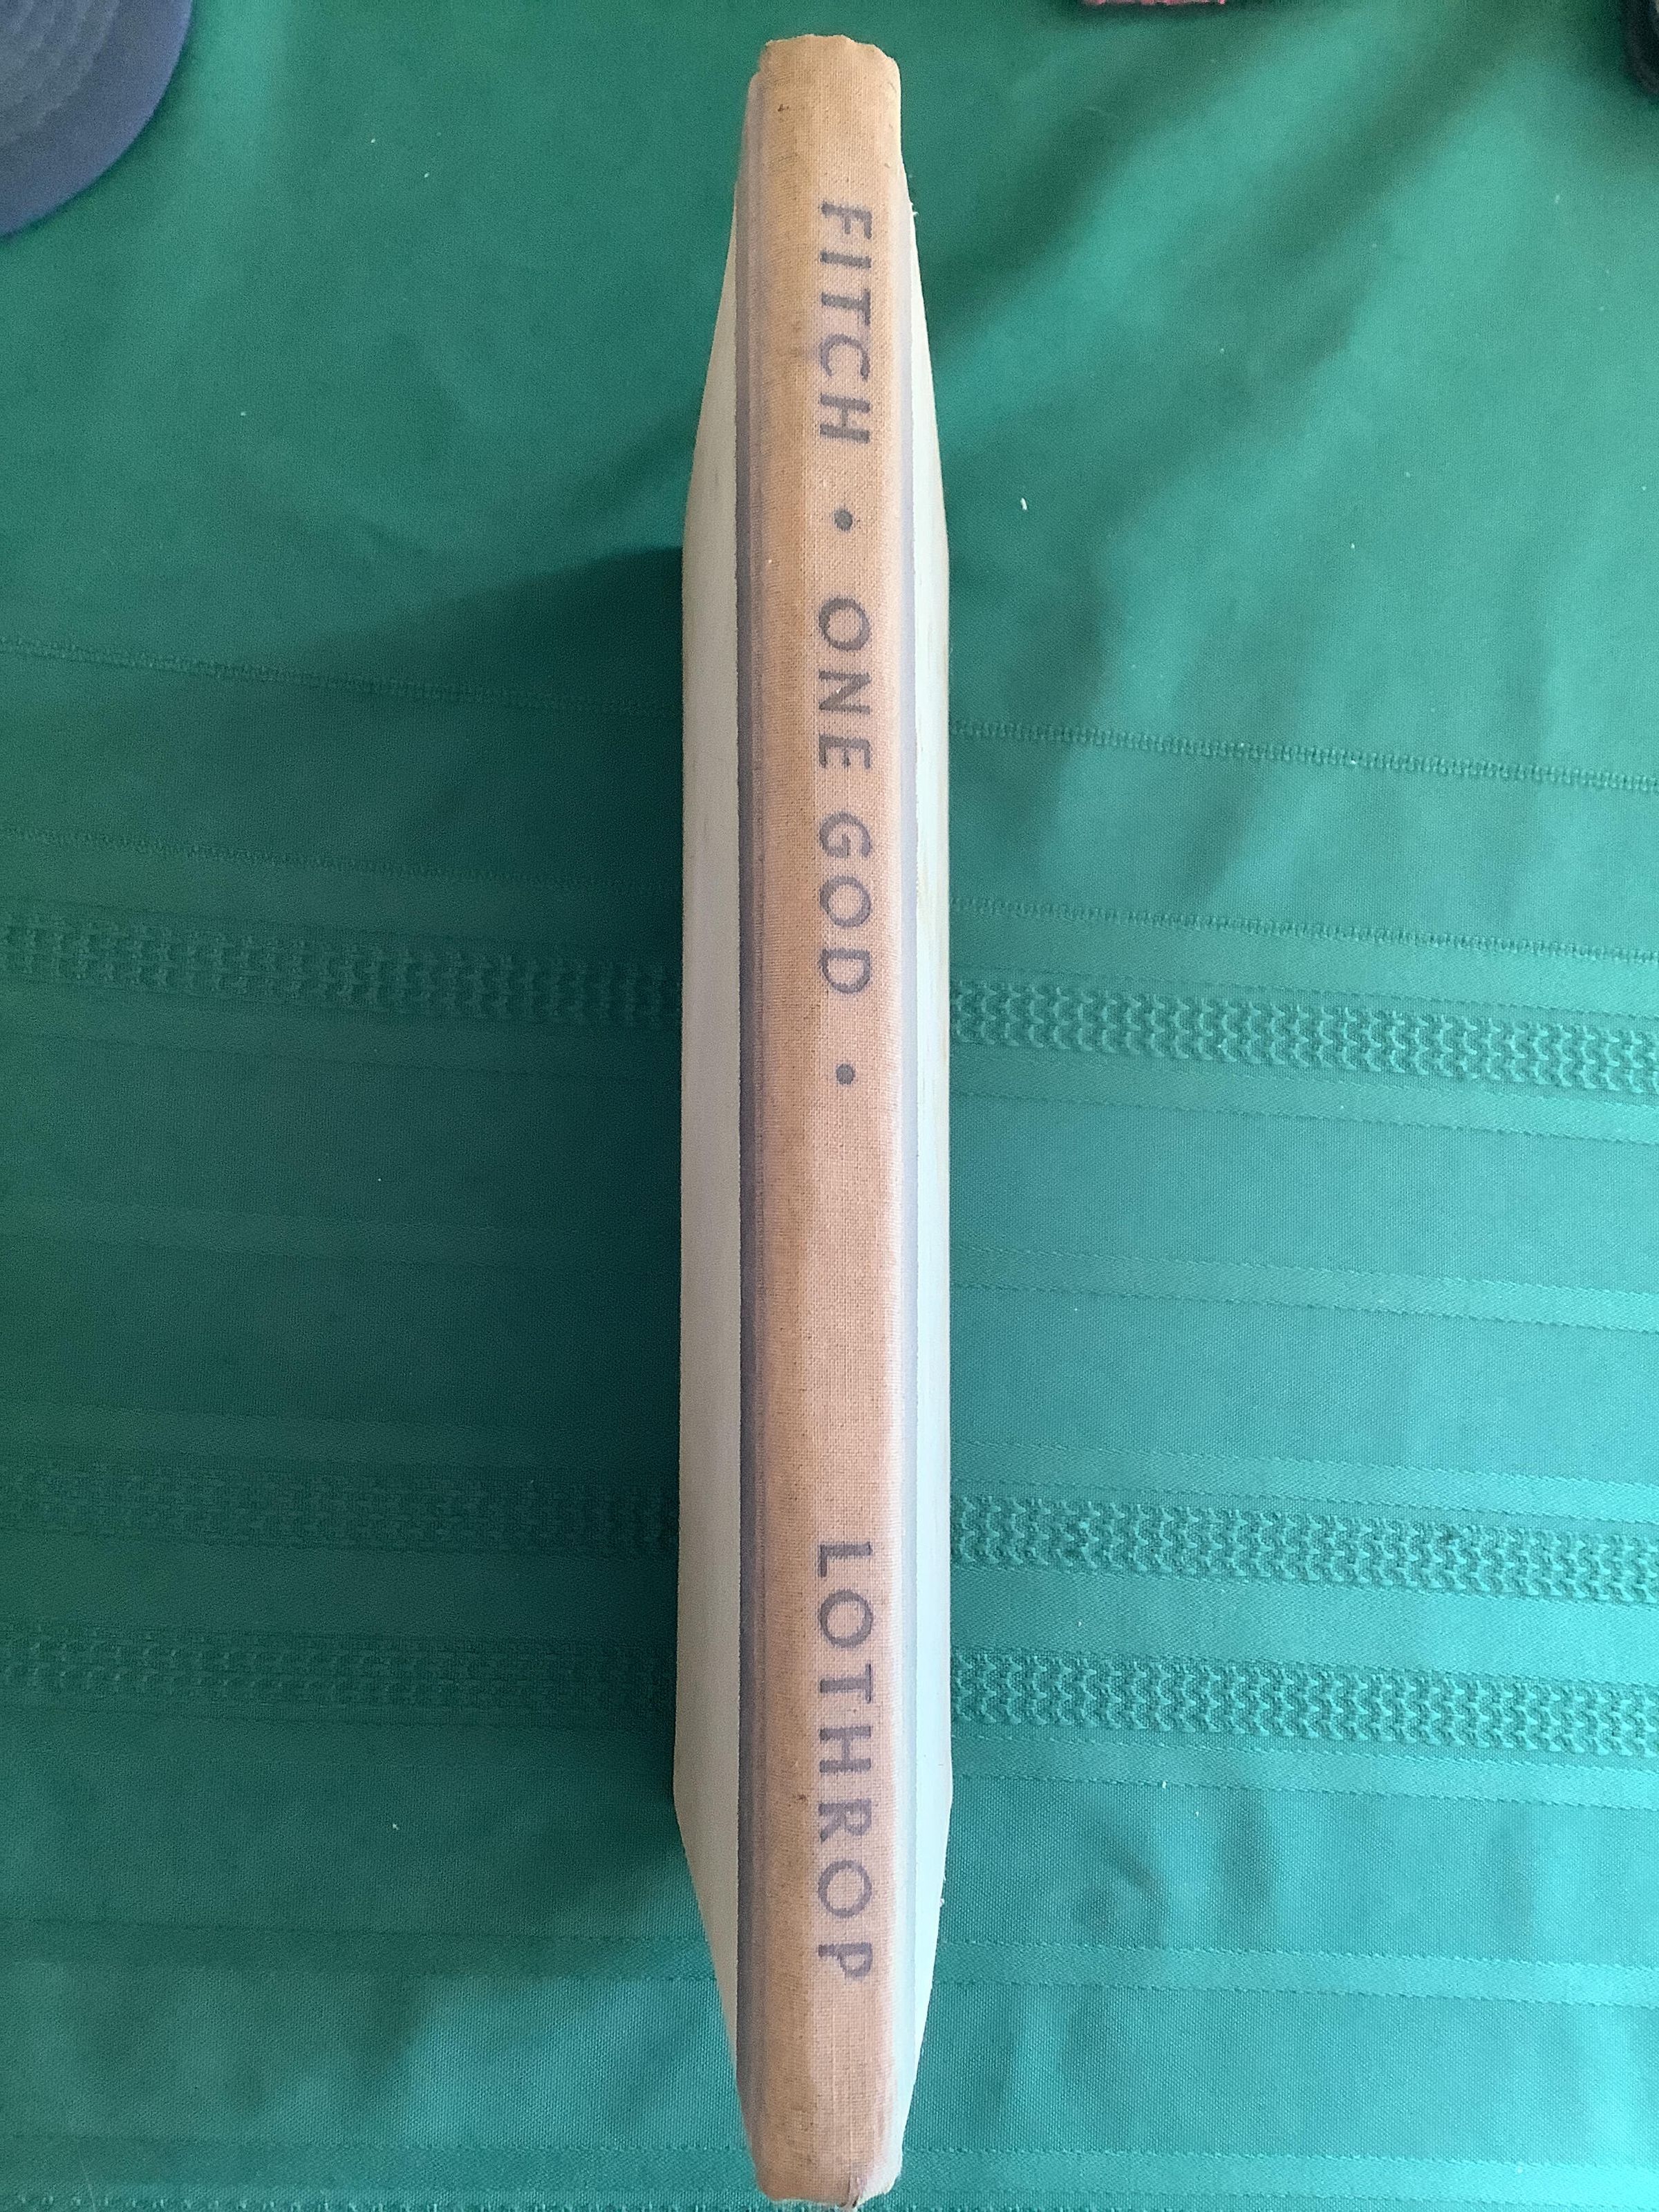 FITCH • ONE GOD • LOTHROP